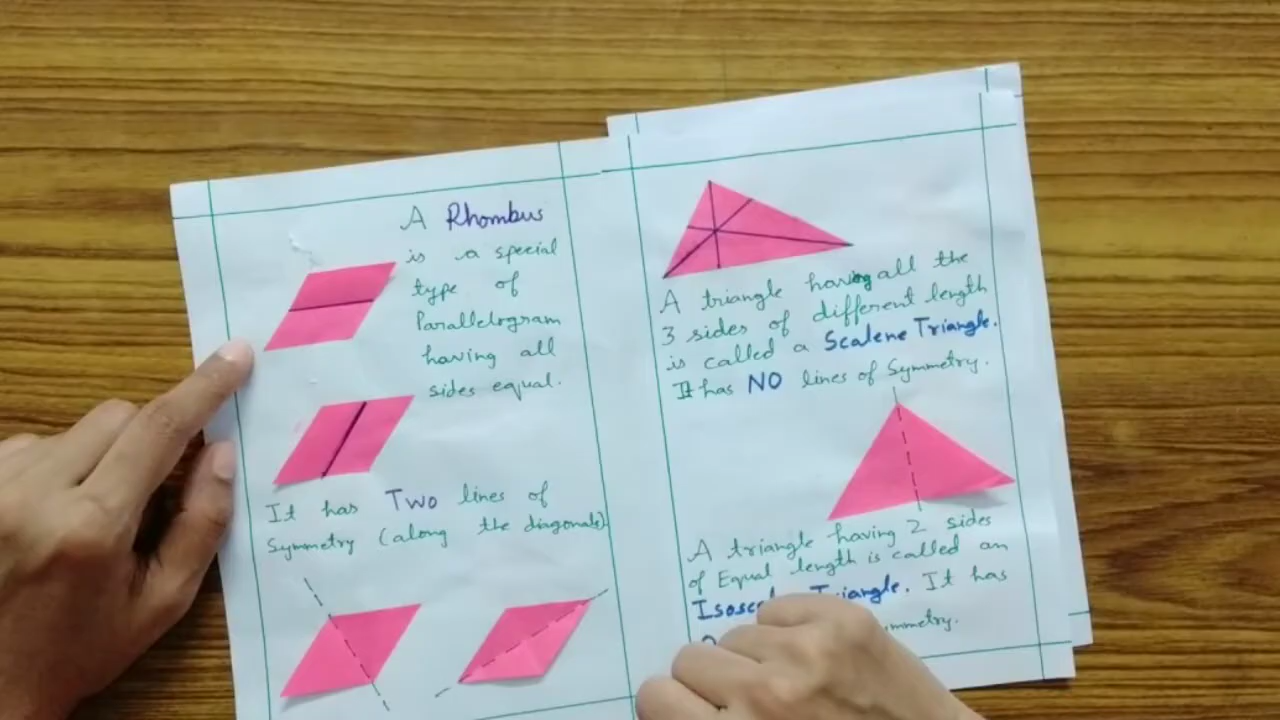 A Rhombus
is a special
type of
Parallelogram
having all
sides equal.
It has Two lines of
Symmetry (along the diagonals)
A triangle having all the
3 sides of different length
is called a Scalene Triangle.
It has NO lines of Symmetry.
A triangle having 2 sides
of Equal length is called an
Triangle. It has